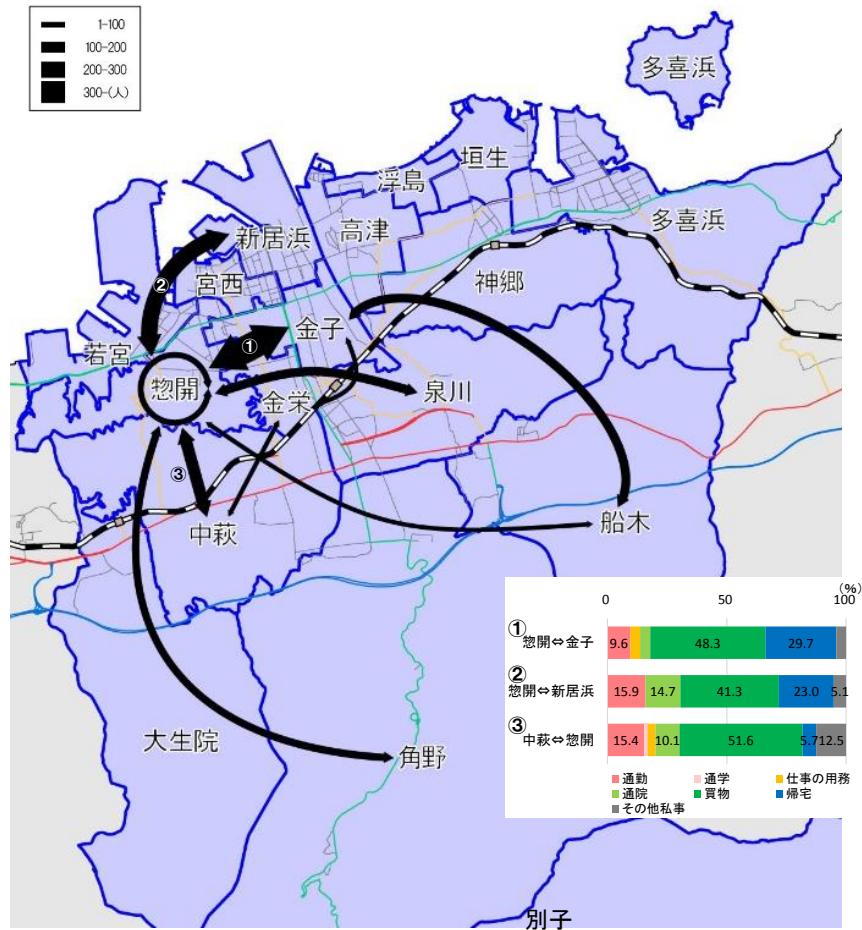 1-100
100-200
200-300
300-(人)
多喜浜
垣生
浮島
新居浜
高津
多喜浜
②
宮西
神郷
金子
若宮
①
惣開
金栄
泉川
③
中萩
船木
大生院
角野
別子
(%)
0 50 100
①
惣開⇔金子 9.6 48.3 29.7
②
惣開⇔新居浜 15.9 14.7 41.3 23.0 5.1
③
中萩⇔惣開 15.4 10.1 51.6 5.7 12.5
通勤 通学 仕事の用務
通院 買物 帰宅
その他私事